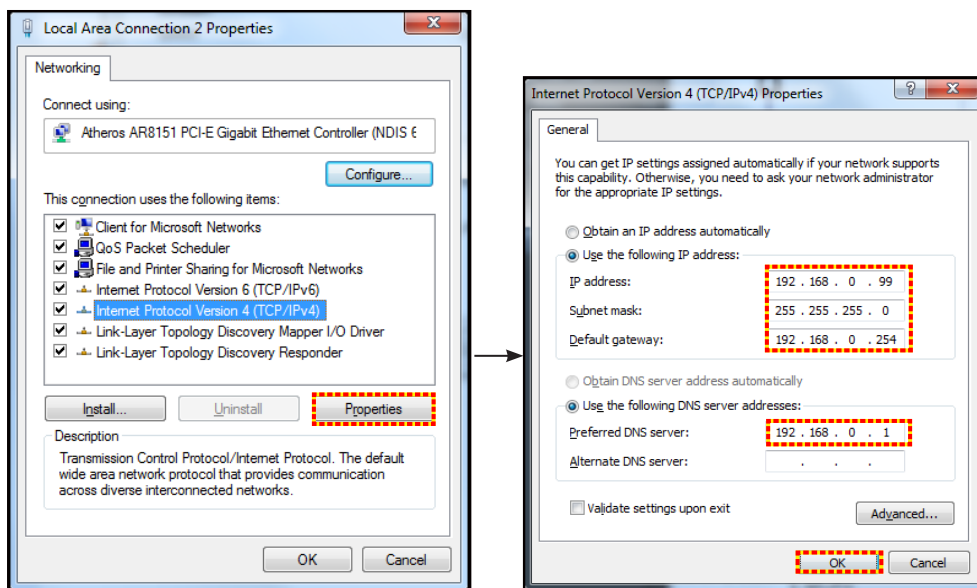 Local Area Connection 2 Properties
Networking
Connect using:
Atheros AR8151 PCI-E Gigabit Ethernet Controller (NDIS 6
Configure...
This connection uses the following items:
Client for Microsoft Networks
QoS Packet Scheduler
File and Printer Sharing for Microsoft Networks
Internet Protocol Version 6 (TCP/IPv6)
Internet Protocol Version 4 (TCP/IPv4)
Link-Layer Topology Discovery Mapper I/O Driver
Link-Layer Topology Discovery Responder
Install... Uninstall Properties
Description
Transmission Control Protocol/Internet Protocol. The default
wide area network protocol that provides communication
across diverse interconnected networks.
OK Cancel
Internet Protocol Version 4 (TCP/IPv4) Properties
General
You can get IP settings assigned automatically if your network supports
this capability. Otherwise, you need to ask your network administrator
for the appropriate IP settings.
Obtain an IP address automatically
Use the following IP address:
IP address: 192 . 168 . 0 . 99
Subnet mask: 255 . 255 . 255 . 0
Default gateway: 192 . 168 . 0 . 254
Obtain DNS server address automatically
Use the following DNS server addresses:
Preferred DNS server: 192 . 168 . 0 . 1
Alternate DNS server: . . .
Validate settings upon exit
Advanced...
OK Cancel